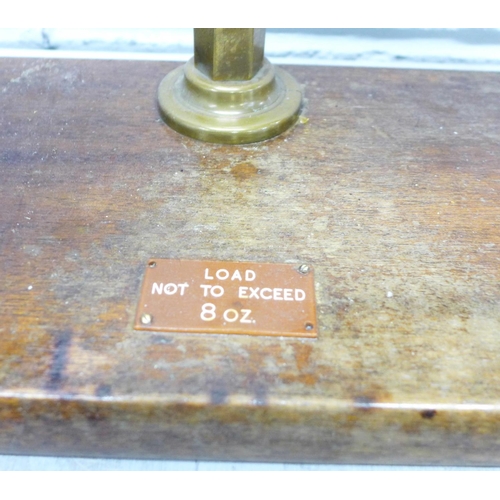 LOAD
NOT TO EXCEED
8 OZ.